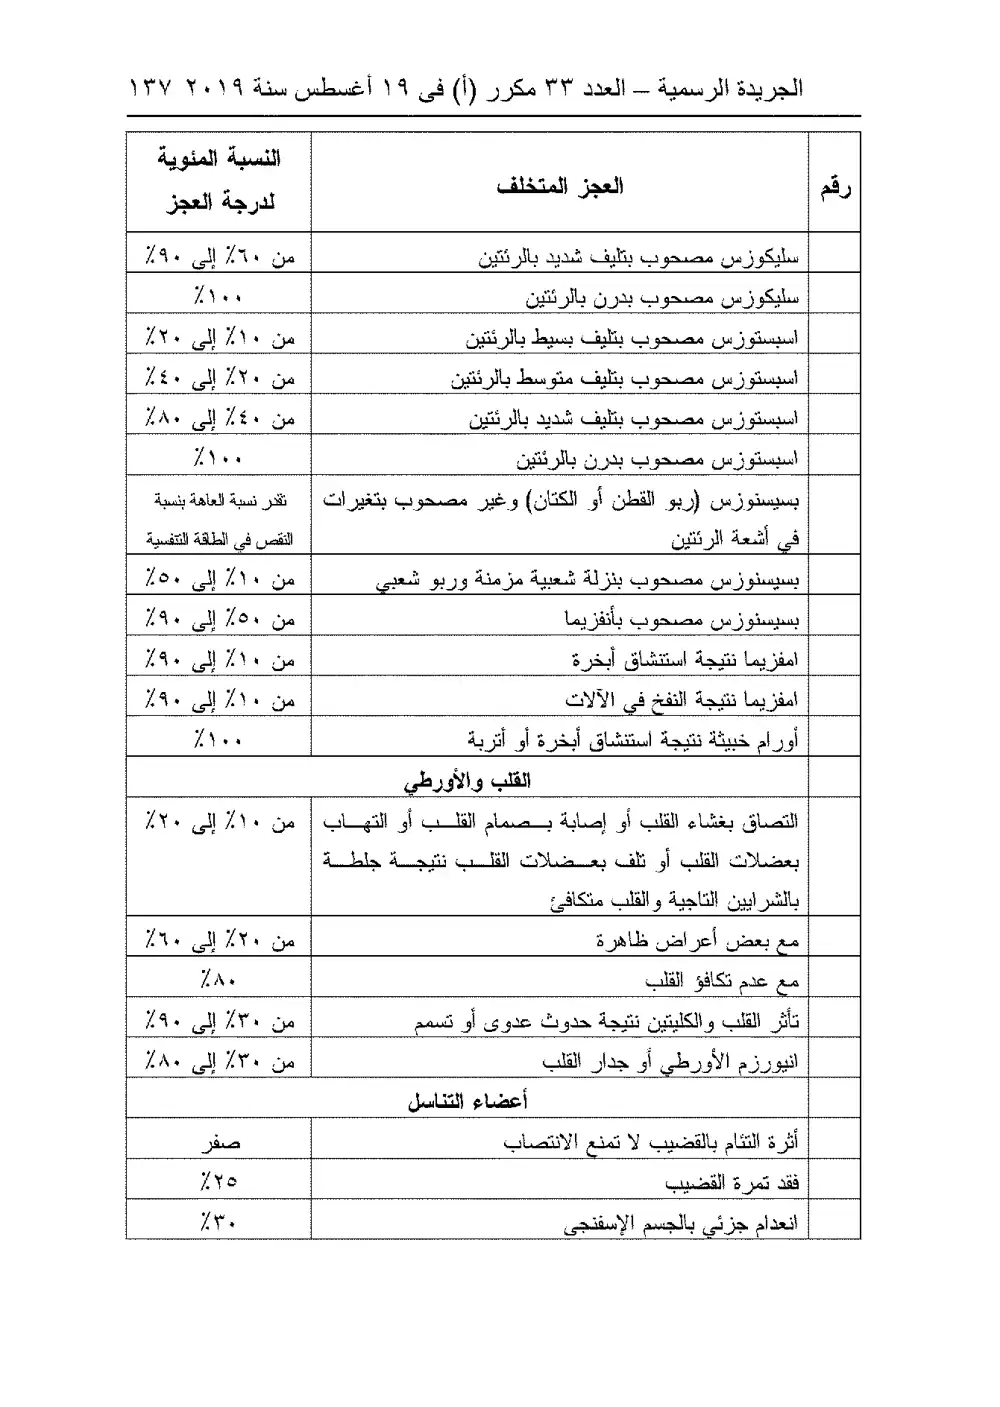 الجريدة الرسمية – العدد ٣٣ مكرر (أ) فى ١٩ أغسطس سنة ٢٠١٩ ١٣٧
رقم العجز المتخلف النسبة المئوية
لدرجة العجز
سليكوزس مصحوب بتليف شديد بالرئتين من ٦٠٪ إلى ٩٠٪
سليكوزس مصحوب بدرن بالرئتين ١٠٠٪
اسبستوزس مصحوب بتليف بسيط بالرئتين من ١٠٪ إلى ٢٠٪
اسبستوزس مصحوب بتليف متوسط بالرئتين من ٢٠٪ إلى ٤٠٪
اسبستوزس مصحوب بتليف شديد بالرئتين من ٤٠٪ إلى ٨٠٪
اسبستوزس مصحوب بدرن بالرئتين ١٠٠٪
بسيسنوزس (ربو القطن أو الكتان) وغير مصحوب بتغيرات تقدر نسبة العاهة بنسبة
في أشعة الرئتين النقص في الطاقة التنفسية
بسيسنوزس مصحوب بنزلة شعبية مزمنة وربو شعبي من ١٠٪ إلى ٥٠٪
بسيسنوزس مصحوب بأنفزيما من ٥٠٪ إلى ٩٠٪
امفزيما نتيجة استنشاق أبخرة من ١٠٪ إلى ٩٠٪
امفزيما نتيجة النفخ في الآلات من ١٠٪ إلى ٩٠٪
أورام خبيثة نتيجة استنشاق أبخرة أو أتربة ١٠٠٪
القلب والأورطي
التصاق بغشاء القلب أو إصابة بصمام القلب أو التهاب من ١٠٪ إلى ٢٠٪
بعضلات القلب أو تلف بعضلات القلب نتيجة جلطة
بالشرايين التاجية والقلب متكافئ
مع بعض أعراض ظاهرة من ٢٠٪ إلى ٦٠٪
مع عدم تكافؤ القلب ٨٠٪
تأثر القلب والكليتين نتيجة حدوث عدوى أو تسمم من ٣٠٪ إلى ٩٠٪
انيورزم الأورطي أو جدار القلب من ٣٠٪ إلى ٨٠٪
أعضاء التناسل
أثرة التئام بالقضيب لا تمنع الانتصاب صفر
فقد تمرة القضيب ٢٥٪
انعدام جزئي بالجسم الإسفنجى ٣٠٪